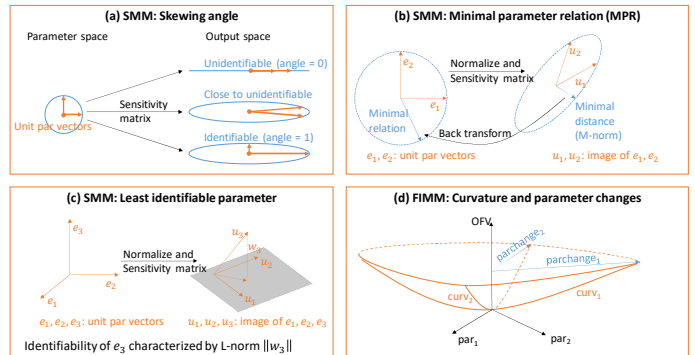 (a) SMM: Skewing angle
Parameter space
Output space
Unidentifiable (angle = 0)
Close to unidentifiable
Sensitivity
matrix
Unit par vectors
Identifiable (angle = 1)
(b) SMM: Minimal parameter relation (MPR)
Normalize and
Sensitivity matrix
e₂
e₁
Minimal
relation
u₂
u₁
Minimal
distance
(M-norm)
Back transform
e₁, e₂: unit par vectors
u₁, u₂: image of e₁, e₂
(c) SMM: Least identifiable parameter
e₃
e₂
e₁
Normalize and
Sensitivity matrix
u₃
w₃
u₂
u₁
e₁, e₂, e₃: unit par vectors
u₁, u₂, u₃: image of e₁, e₂, e₃
Identifiability of e₃ characterized by L-norm ‖w₃‖
(d) FIMM: Curvature and parameter changes
OFV
parchange₂
parchange₁
curv₂
curv₁
par₁
par₂